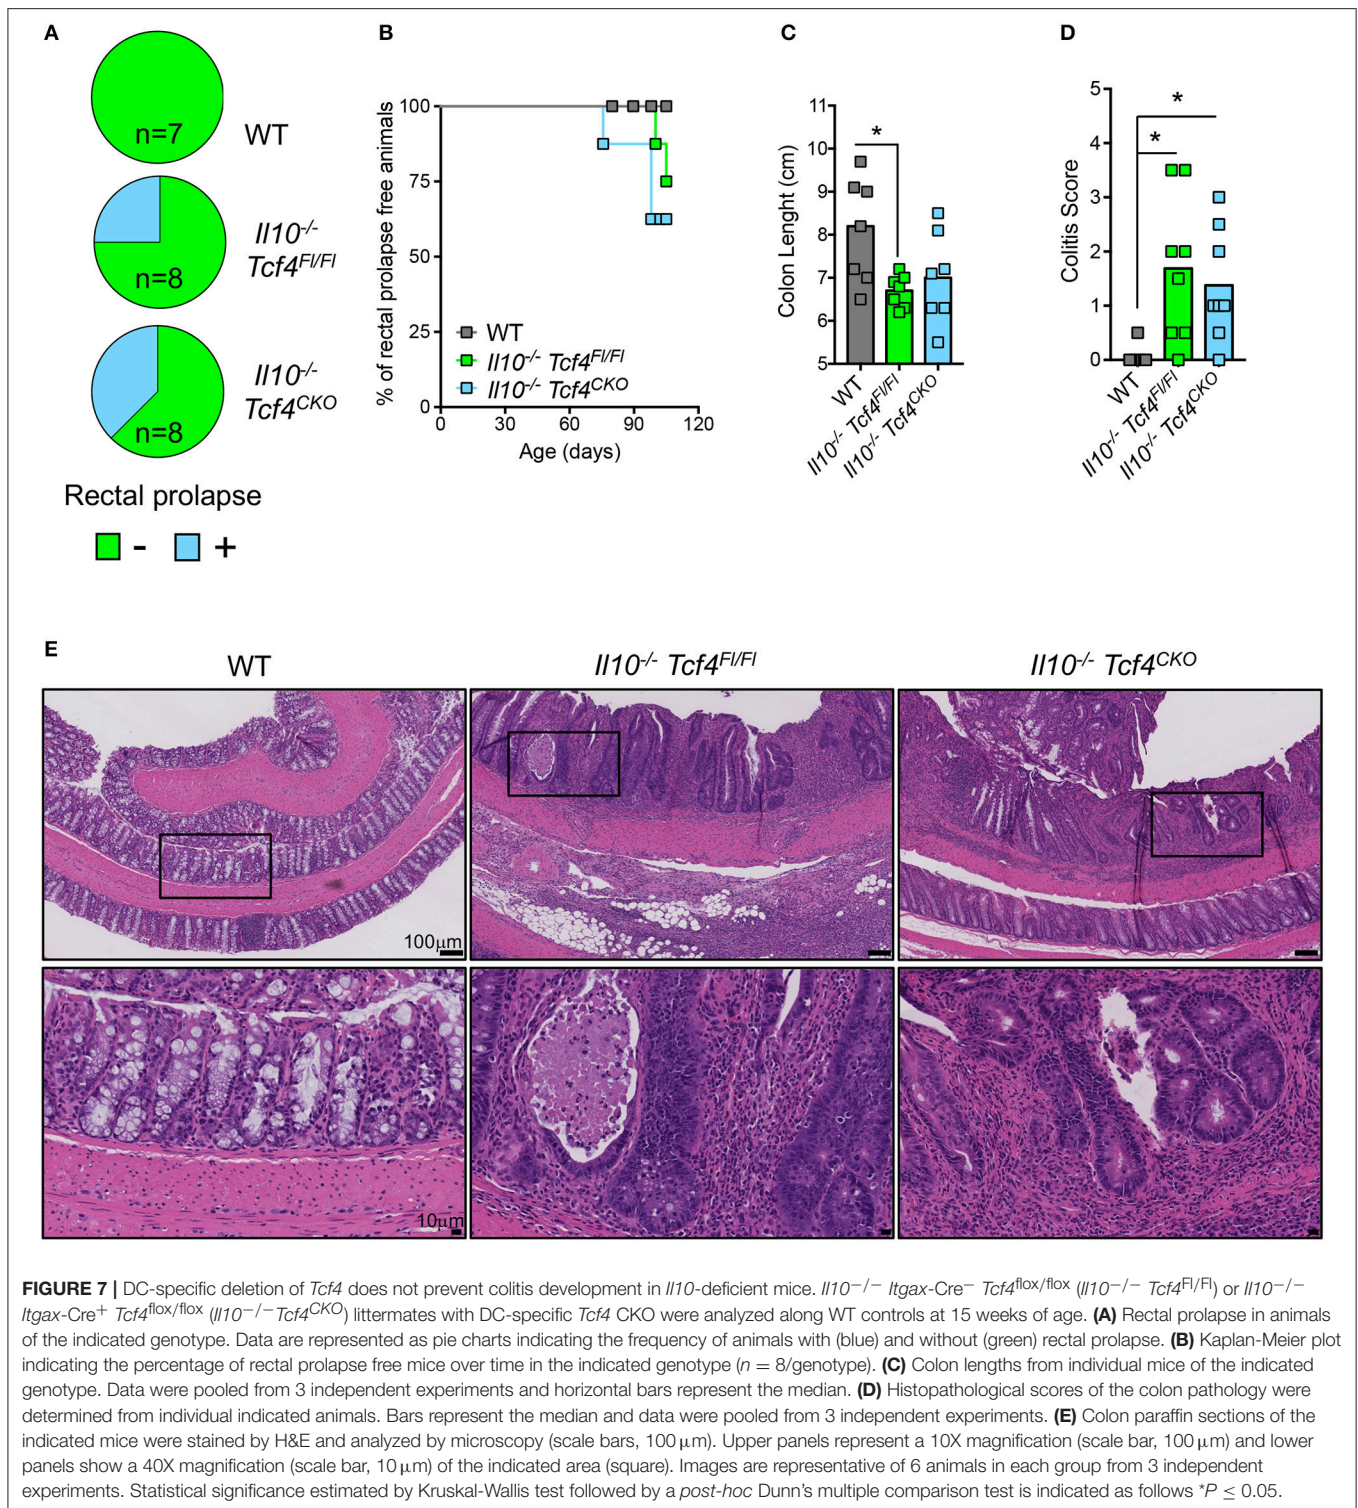 A
n=7
WT
n=8
Il10-/-
Tcf4Fl/Fl
n=8
Il10-/-
Tcf4CKO
Rectal prolapse
- +
B
% of rectal prolapse free animals
100
75
50
25
0
0 30 60 90 120
Age (days)
WT
Il10-/- Tcf4Fl/Fl
Il10-/- Tcf4CKO
C
Colon Lenght (cm)
11
10
9
8
7
6
5
*
WT
Il10-/- Tcf4Fl/Fl
Il10-/- Tcf4CKO
D
Colitis Score
5
4
3
2
1
0
*
*
WT
Il10-/- Tcf4Fl/Fl
Il10-/- Tcf4CKO
E
WT
Il10-/- Tcf4Fl/Fl
Il10-/- Tcf4CKO
100µm
10µm
FIGURE 7 | DC-specific deletion of Tcf4 does not prevent colitis development in Il10-deficient mice. Il10−/− Itgax-Cre− Tcf4flox/flox (Il10−/− Tcf4Fl/Fl) or Il10−/−
Itgax-Cre+ Tcf4flox/flox (Il10−/−Tcf4CKO) littermates with DC-specific Tcf4 CKO were analyzed along WT controls at 15 weeks of age. (A) Rectal prolapse in animals
of the indicated genotype. Data are represented as pie charts indicating the frequency of animals with (blue) and without (green) rectal prolapse. (B) Kaplan-Meier plot
indicating the percentage of rectal prolapse free mice over time in the indicated genotype (n = 8/genotype). (C) Colon lengths from individual mice of the indicated
genotype. Data were pooled from 3 independent experiments and horizontal bars represent the median. (D) Histopathological scores of the colon pathology were
determined from individual indicated animals. Bars represent the median and data were pooled from 3 independent experiments. (E) Colon paraffin sections of the
indicated mice were stained by H&E and analyzed by microscopy (scale bars, 100 µm). Upper panels represent a 10X magnification (scale bar, 100 µm) and lower
panels show a 40X magnification (scale bar, 10 µm) of the indicated area (square). Images are representative of 6 animals in each group from 3 independent
experiments. Statistical significance estimated by Kruskal-Wallis test followed by a post-hoc Dunn's multiple comparison test is indicated as follows *P ≤ 0.05.